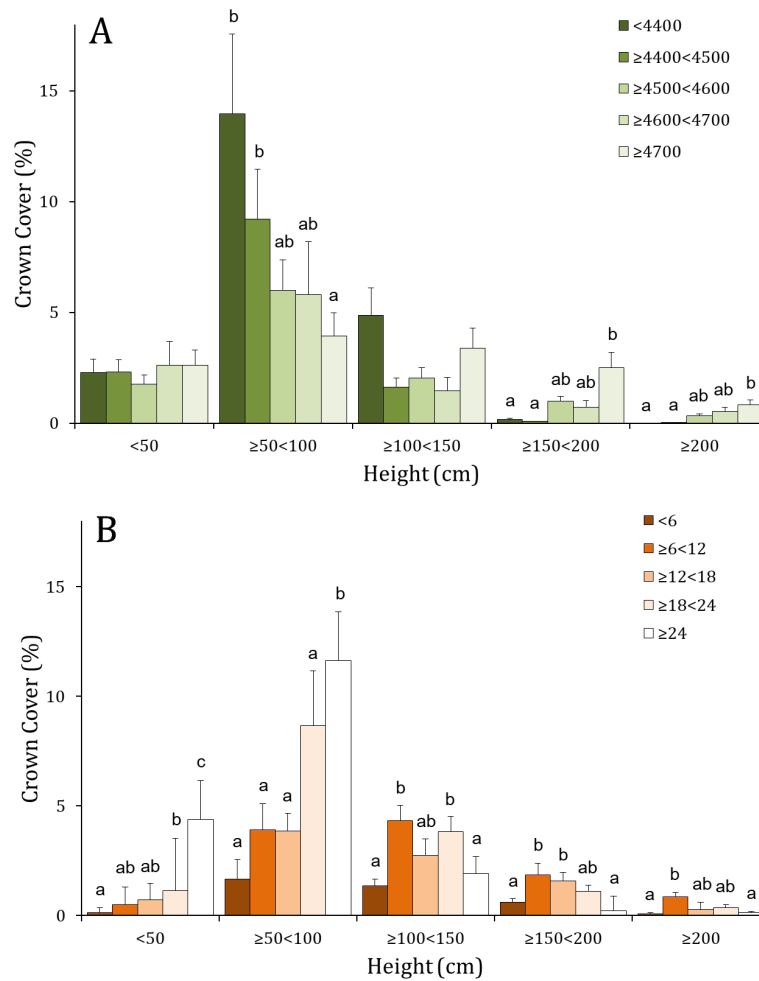 A
<4400
≥4400<4500
≥4500<4600
≥4600<4700
≥4700
Crown Cover (%)
15
10
5
0
b
b
ab
ab
a
a
a
ab
ab
b
a
a
ab
ab
b
<50
≥50<100
≥100<150
≥150<200
≥200
Height (cm)
B
<6
≥6<12
≥12<18
≥18<24
≥24
Crown Cover (%)
15
10
5
0
a
ab
ab
b
c
a
a
a
a
b
a
b
ab
b
a
a
b
b
ab
a
a
b
ab
ab
a
<50
≥50<100
≥100<150
≥150<200
≥200
Height (cm)